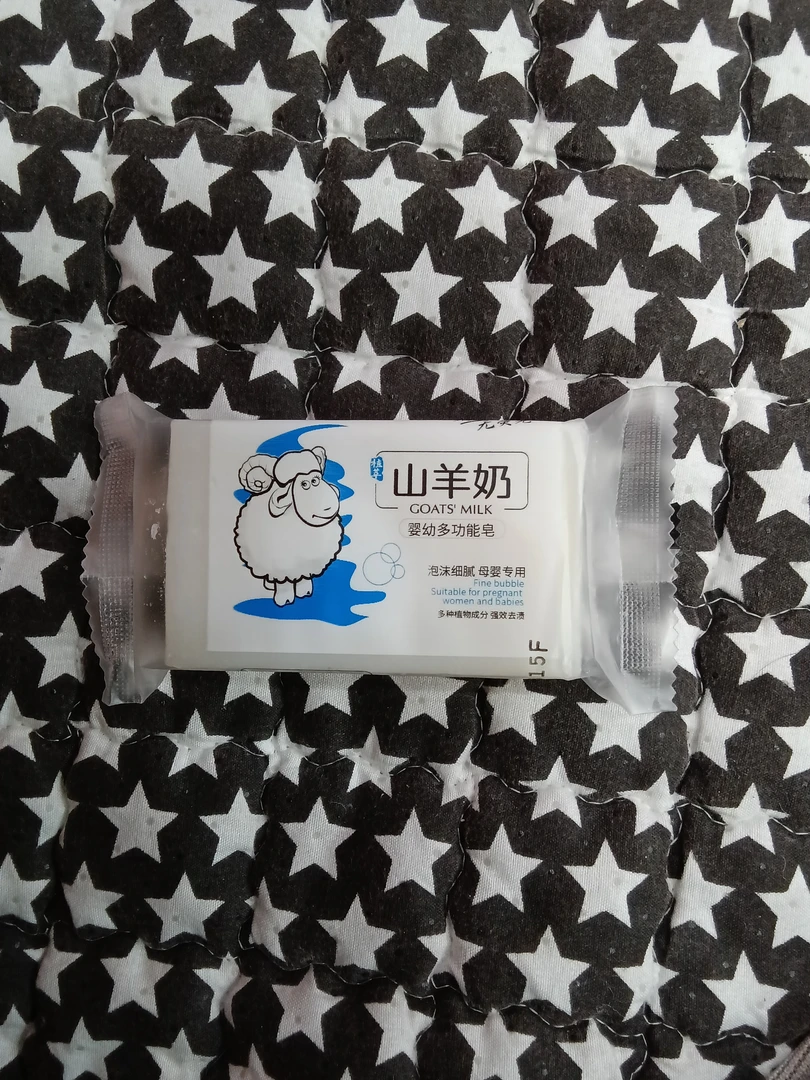 植萃
山羊奶
GOATS' MILK
婴幼多功能皂
泡沫细腻 母婴专用
Fine bubble
Suitable for pregnant
women and babies
多种植物成分 强效去渍
15F